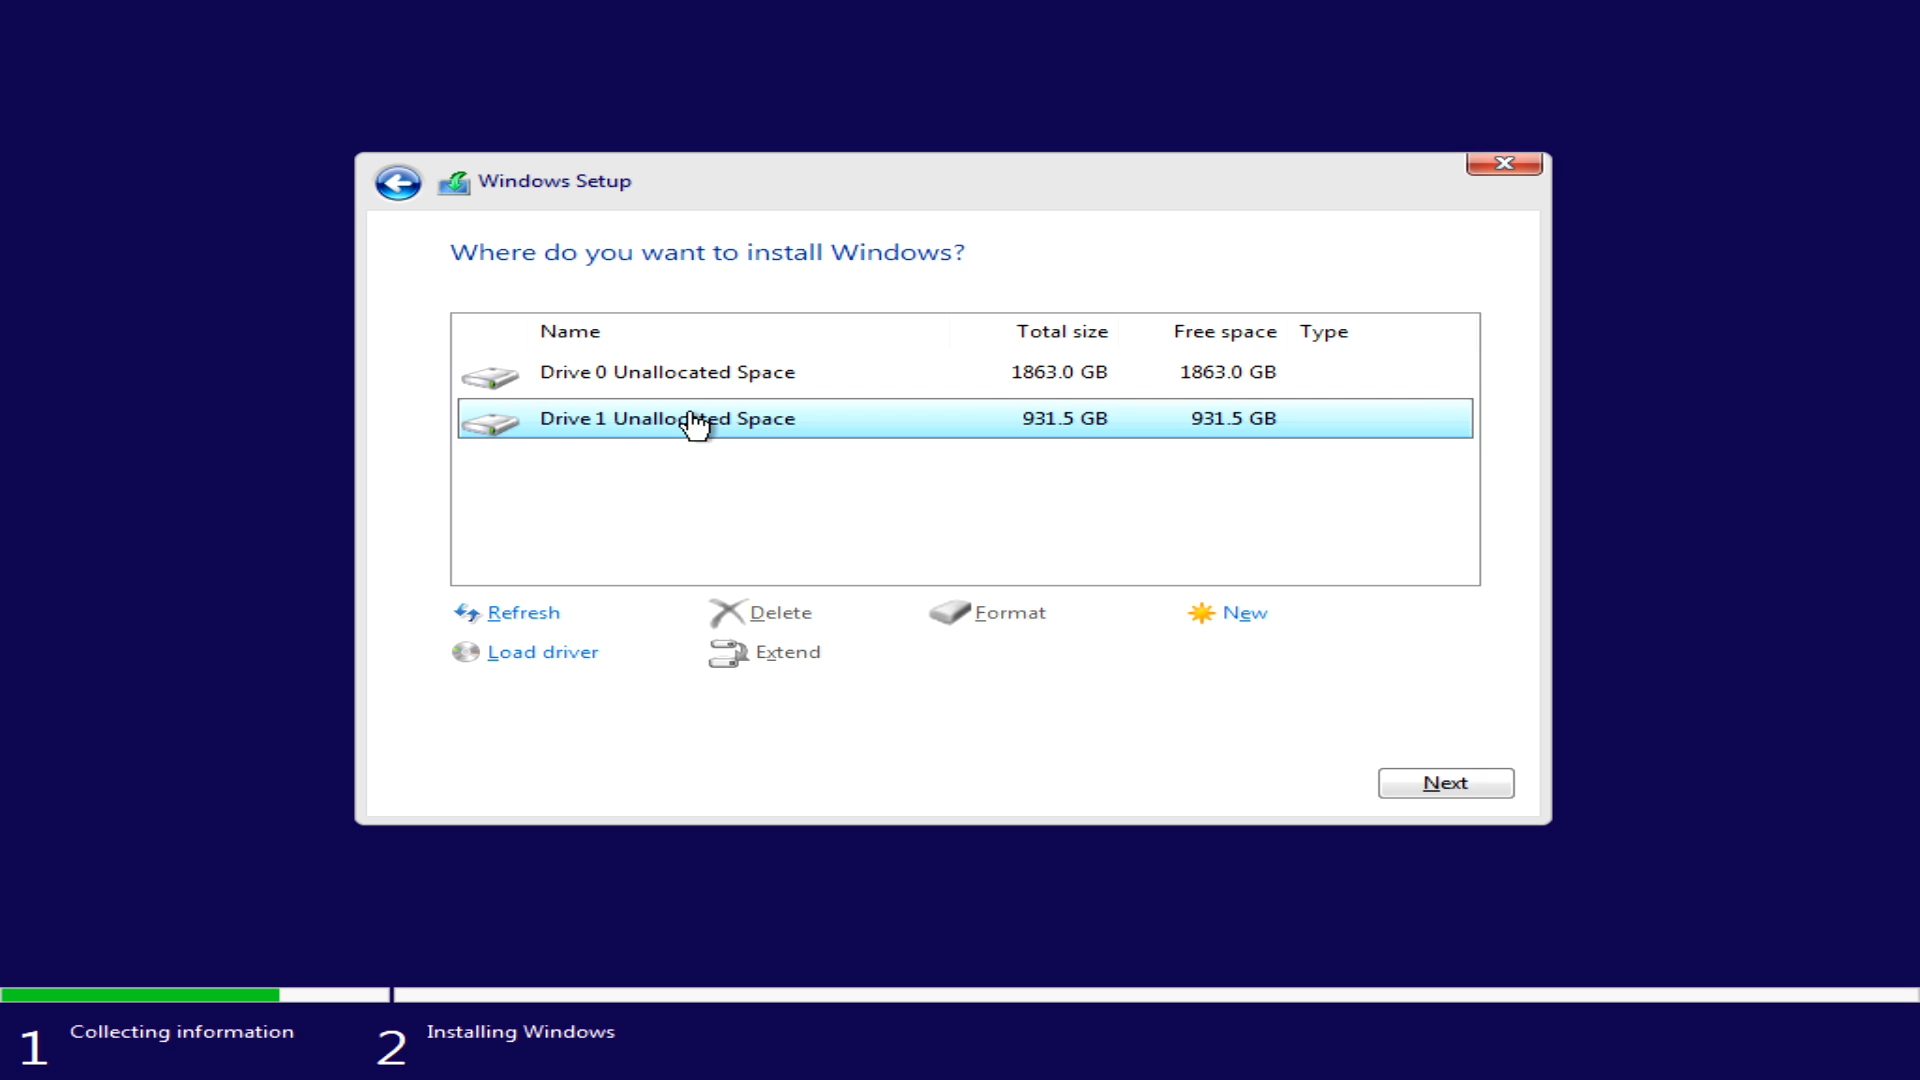 Windows Setup
Where do you want to install Windows?
Name Total size Free space Type
Drive 0 Unallocated Space 1863.0 GB 1863.0 GB
Drive 1 Unallocated Space 931.5 GB 931.5 GB
Refresh Delete Format New
Load driver Extend
Next
1 Collecting information 2 Installing Windows